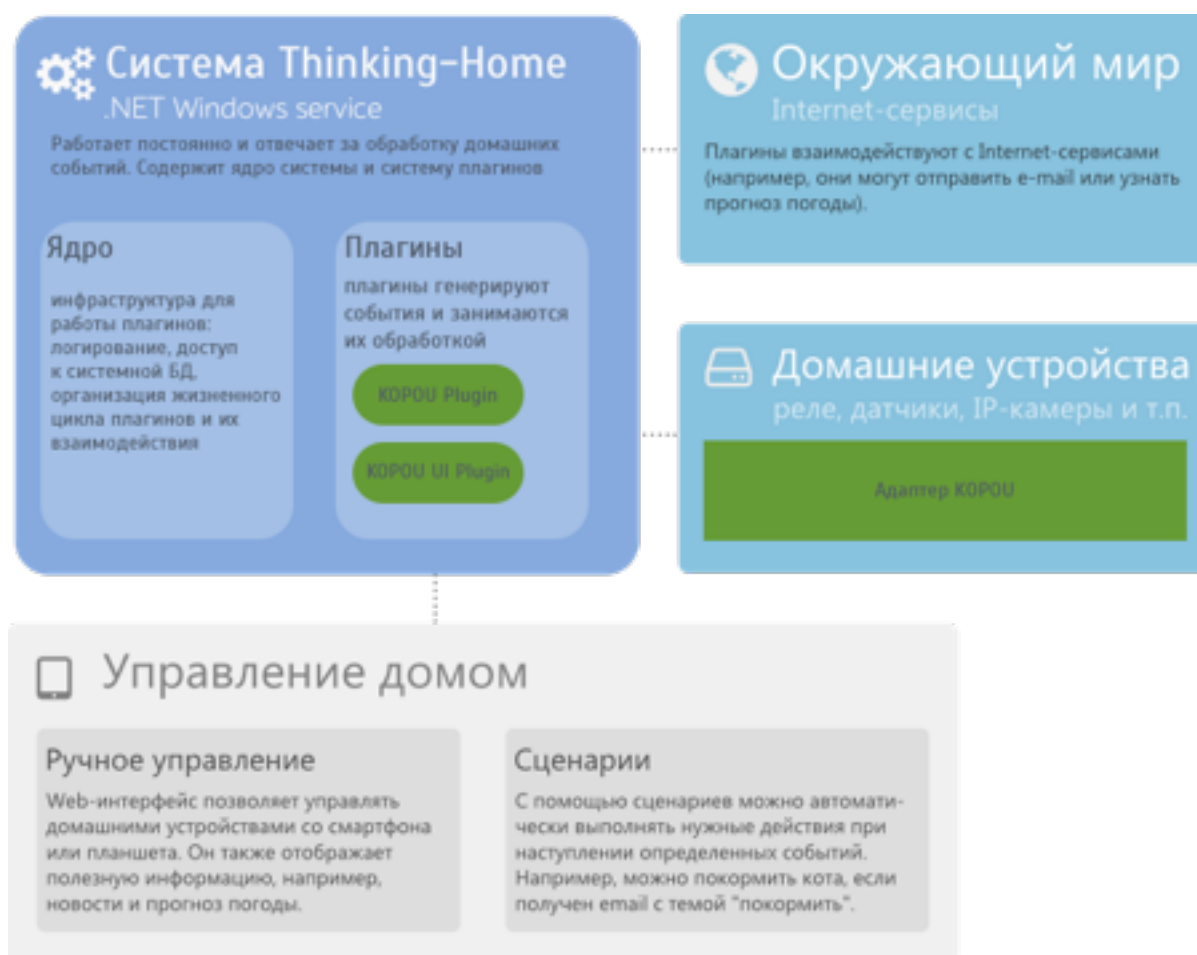 Система Thinking-Home
.NET Windows service
Работает постоянно и отвечает за обработку домашних
событий. Содержит ядро системы и систему плагинов
Ядро
инфраструктура для
работы плагинов:
логирование, доступ
к системной БД,
организация жизненного
цикла плагинов и их
взаимодействия
Плагины
плагины генерируют
события и занимаются
их обработкой
KOPOU Plugin
KOPOU UI Plugin
Окружающий мир
Internet-сервисы
Плагины взаимодействуют с Internet-сервисами
(например, они могут отправить e-mail или узнать
прогноз погоды).
Домашние устройства
реле, датчики, IP-камеры и т.п.
Адаптер KOPOU
Управление домом
Ручное управление
Web-интерфейс позволяет управлять
домашними устройствами со смартфона
или планшета. Он также отображает
полезную информацию, например,
новости и прогноз погоды.
Сценарии
С помощью сценариев можно автомати-
чески выполнять нужные действия при
наступлении определенных событий.
Например, можно покормить кота, если
получен email с темой "покормить".